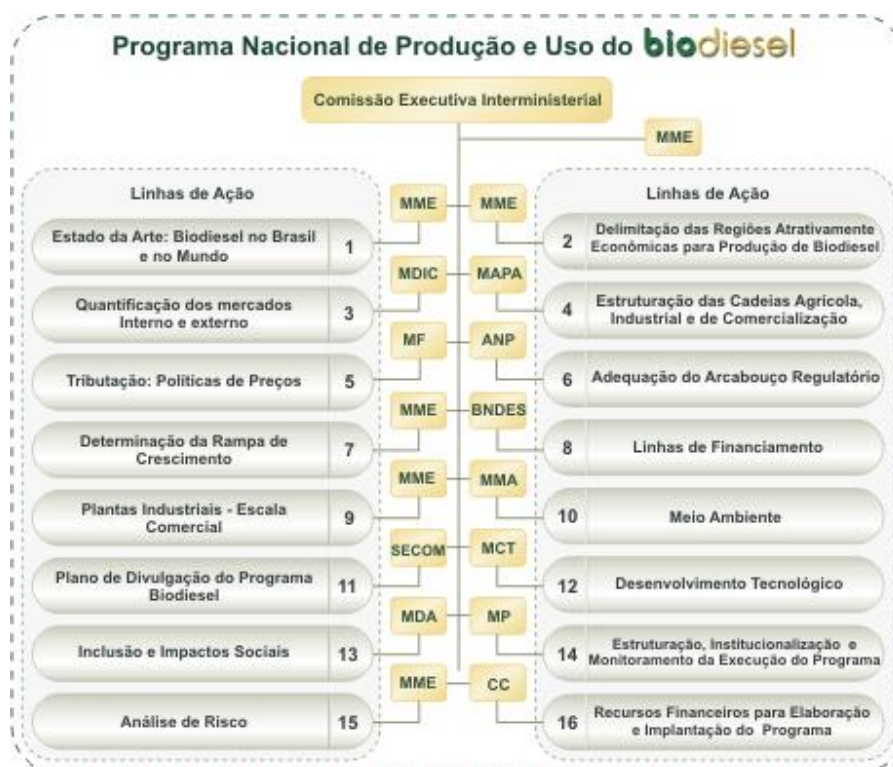 Programa Nacional de Produção e Uso do biodiesel
Comissão Executiva Interministerial
MME
Linhas de Ação
MME
MME
Linhas de Ação
Estado da Arte: Biodiesel no Brasil
e no Mundo
1
2
Delimitação das Regiões Atrativamente
Econômicas para Produção de Biodiesel
MDIC
MAPA
Quantificação dos mercados
Interno e externo
3
4
Estruturação das Cadeias Agrícola,
Industrial e de Comercialização
MF
ANP
Tributação: Políticas de Preços
5
6
Adequação do Arcabouço Regulatório
MME
BNDES
Determinação da Rampa de
Crescimento
7
8
Linhas de Financiamento
MME
MMA
Plantas Industriais - Escala
Comercial
9
10
Meio Ambiente
SECOM
MCT
Plano de Divulgação do Programa
Biodiesel
11
12
Desenvolvimento Tecnológico
MDA
MP
Inclusão e Impactos Sociais
13
14
Estruturação, Institucionalização e
Monitoramento da Execução do Programa
MME
CC
Análise de Risco
15
16
Recursos Financeiros para Elaboração
e Implantação do Programa